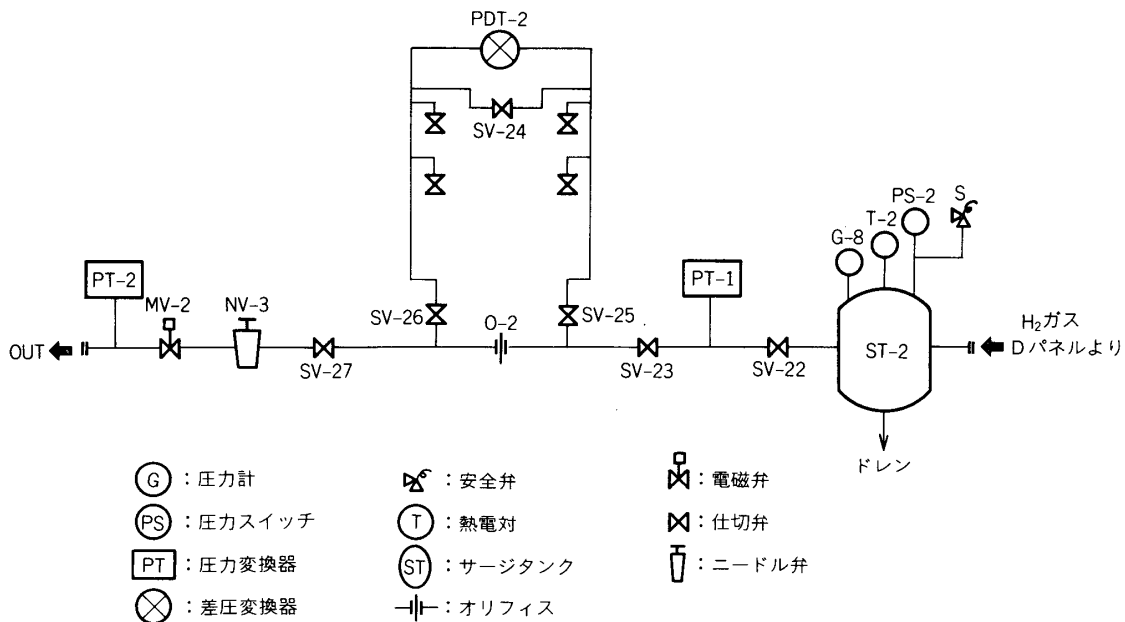 PDT-2
SV-24
PS-2
S
T-2
G-8
PT-2
MV-2
NV-3
SV-26
O-2
SV-25
PT-1
OUT
SV-27
SV-23
SV-22
ST-2
H₂ガス
Dパネルより
ドレン
G：圧力計
PS：圧力スイッチ
PT：圧力変換器
：差圧変換器
：安全弁
T：熱電対
ST：サージタンク
：オリフィス
：電磁弁
：仕切弁
：ニードル弁